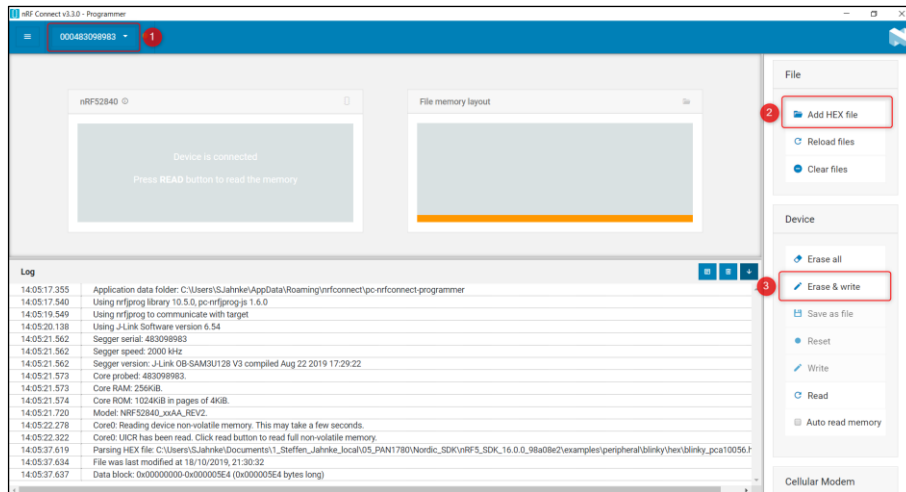 nRF Connect v3.3.0 - Programmer
000483098983
1
nRF52840
Device is connected
Press READ button to read the memory
File memory layout
File
2
Add HEX file
Reload files
Clear files
Device
Erase all
3
Erase & write
Save as file
Reset
Write
Read
Auto read memory
Cellular Modem
Log
14:05:17.355 Application data folder: C:\Users\SJahnke\AppData\Roaming\nrfconnect\pc-nrfconnect-programmer
14:05:17.540 Using nrfjprog library 10.5.0, pc-nrfjprog-js 1.6.0
14:05:19.549 Using nrfjprog to communicate with target
14:05:20.138 Using J-Link Software version 6.54
14:05:21.562 Segger serial: 483098983
14:05:21.562 Segger speed: 2000 kHz
14:05:21.562 Segger version: J-Link OB-SAM3U128 V3 compiled Aug 22 2019 17:29:22
14:05:21.573 Core probed: 483098983.
14:05:21.573 Core RAM: 256KiB.
14:05:21.574 Core ROM: 1024KiB in pages of 4KiB.
14:05:21.720 Model: NRF52840_xxAA_REV2.
14:05:22.278 Core0: Reading device non-volatile memory. This may take a few seconds.
14:05:22.322 Core0: UICR has been read. Click read button to read full non-volatile memory.
14:05:37.619 Parsing HEX file: C:\Users\SJahnke\Documents\1_Steffen_Jahnke_local\05_PAN1780\Nordic_SDK\nRF5_SDK_16.0.0_98a08e2\examples\peripheral\blinky\hex\blinky_pca10056.h
14:05:37.634 File was last modified at 18/10/2019, 21:30:32
14:05:37.637 Data block: 0x00000000-0x000005E4 (0x000005E4 bytes long)